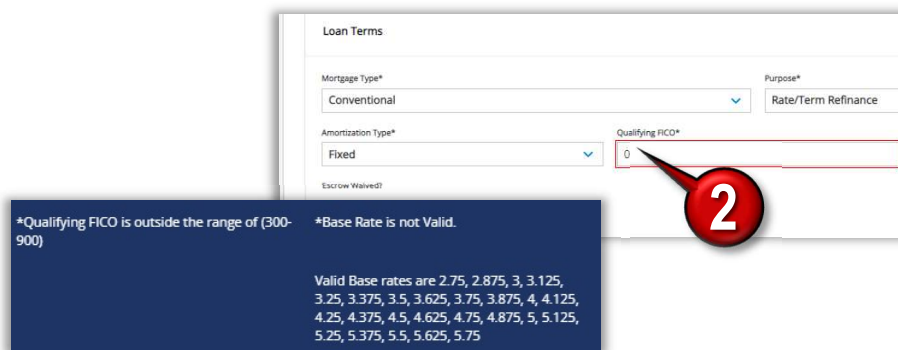 Loan Terms
Mortgage Type*
Purpose*
Conventional
Rate/Term Refinance
Amortization Type*
Qualifying FICO*
Fixed
0
Escrow Waived?
2
*Qualifying FICO is outside the range of (300-
900)
*Base Rate is not Valid.
Valid Base rates are 2.75, 2.875, 3, 3.125,
3.25, 3.375, 3.5, 3.625, 3.75, 3.875, 4, 4.125,
4.25, 4.375, 4.5, 4.625, 4.75, 4.875, 5, 5.125,
5.25, 5.375, 5.5, 5.625, 5.75